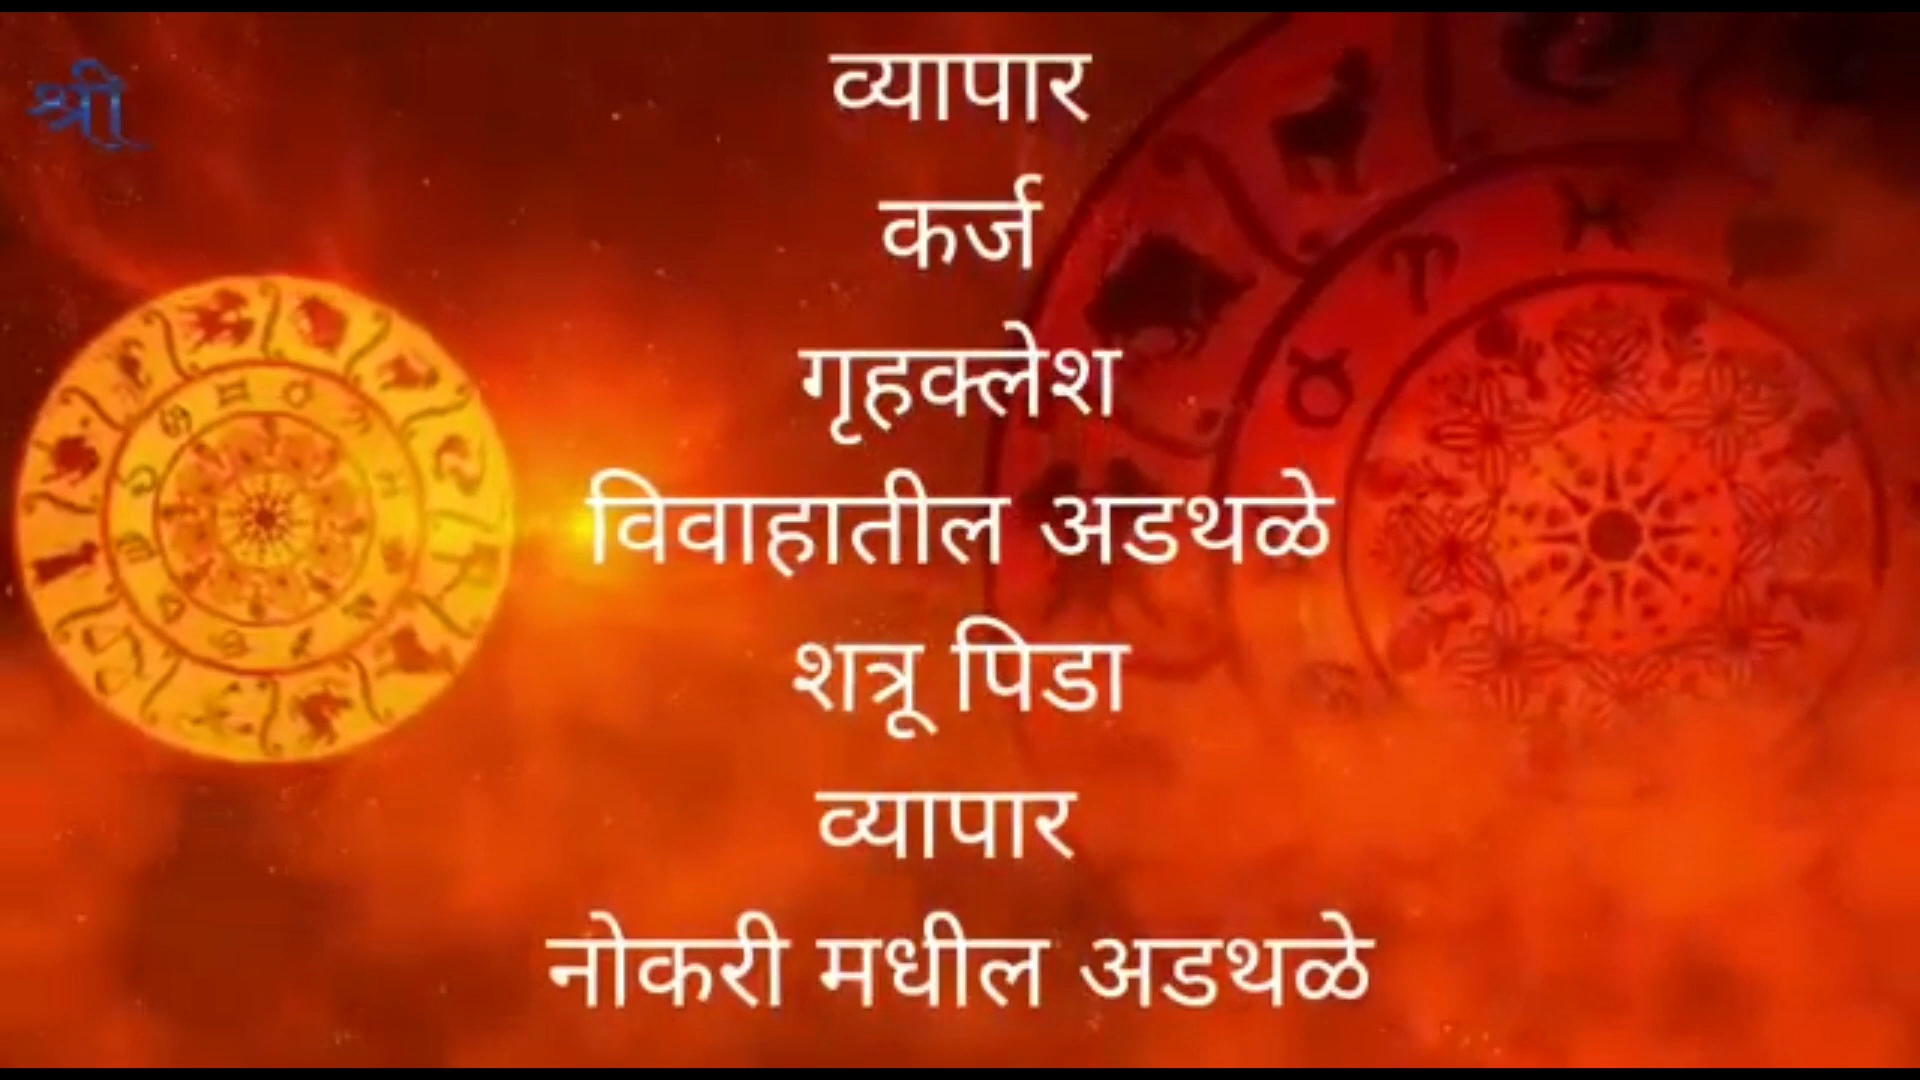 श्री
व्यापार
कर्ज
गृहक्लेश
विवाहातील अडथळे
शत्रू पिडा
व्यापार
नोकरी मधील अडथळे